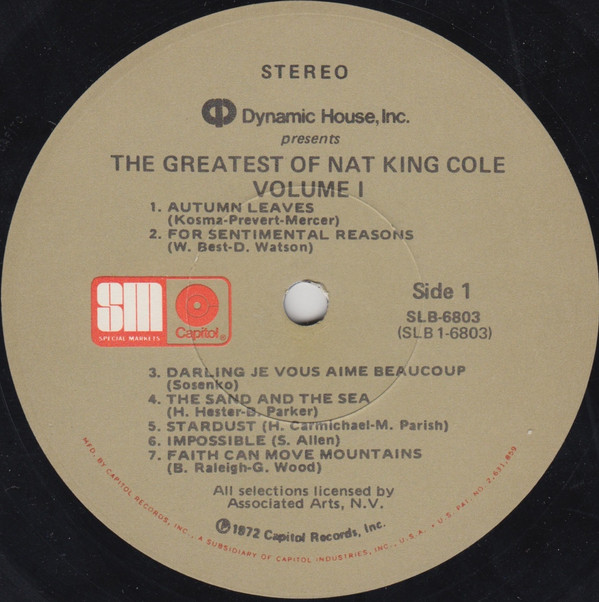 STEREO
Dynamic House, Inc.
presents
THE GREATEST OF NAT KING COLE
VOLUME I
1. AUTUMN LEAVES
(Kosma-Prevert-Mercer)
2. FOR SENTIMENTAL REASONS
(W. Best-D. Watson)
SM
SPECIAL MARKETS
Capitol®
Side 1
SLB-6803
(SLB 1-6803)
3. DARLING JE VOUS AIME BEAUCOUP
(Sosenko)
4. THE SAND AND THE SEA
(H. Hester-B. Parker)
5. STARDUST (H. Carmichael-M. Parish)
6. IMPOSSIBLE (S. Allen)
7. FAITH CAN MOVE MOUNTAINS
(B. Raleigh-G. Wood)
All selections licensed by
Associated Arts, N.V.
℗1972 Capitol Records, Inc.
MFD. BY CAPITOL RECORDS, INC., A SUBSIDIARY OF CAPITOL INDUSTRIES, INC., U.S.A. • U.S. PAT. NO. 2,631,859